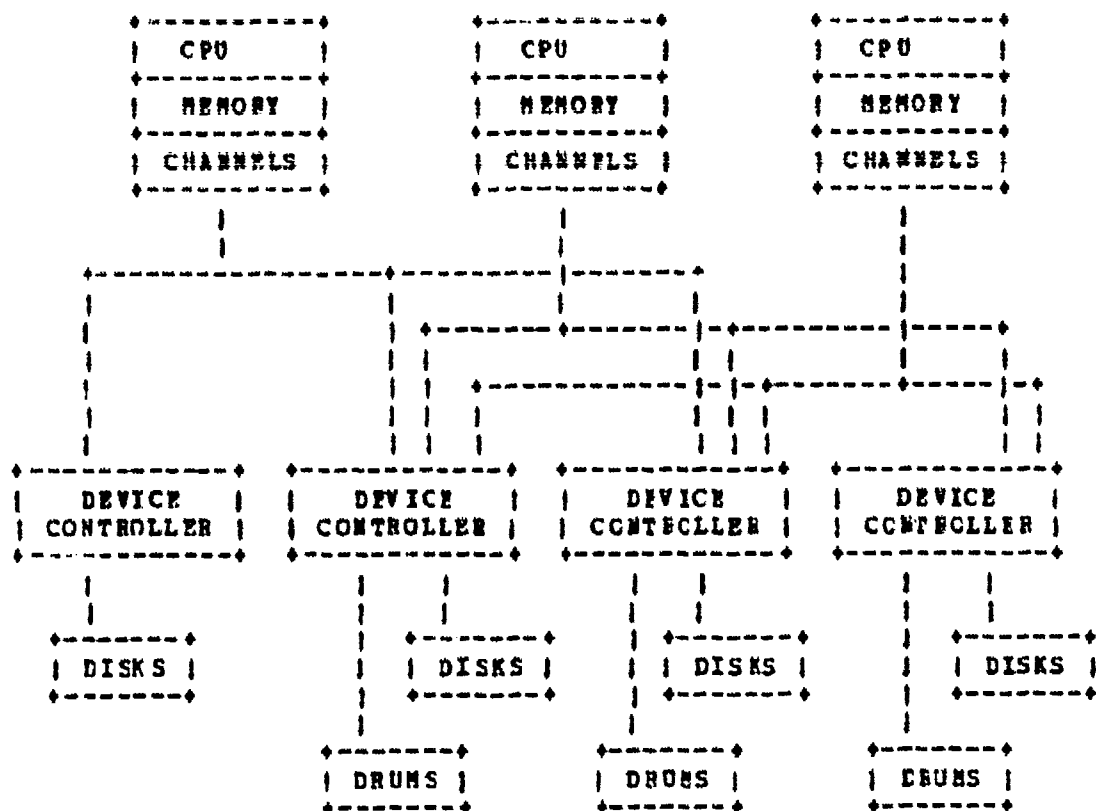 CPU CPU CPU
MEMORY MEMORY MEMORY
CHANNELS CHANNELS CHANNELS
DEVICE DEVICE DEVICE DEVICE
CONTROLLER CONTROLLER CONTROLLER CONTROLLER
DISKS DISKS DISKS DISKS
DRUMS DRUMS DRUMS